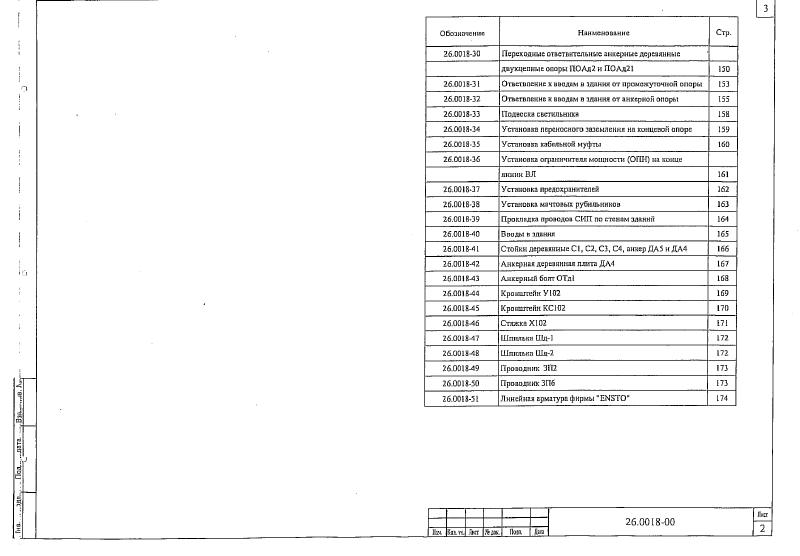 3
Обозначение Наименование Стр.
26.0018-30 Переходные ответвительные анкерные деревянные
двухцепные опоры ПОАд2 и ПОАд21 150
26.0018-31 Ответвление к вводам в здания от промежуточной опоры 153
26.0018-32 Ответвление к вводам в здания от анкерной опоры 155
26.0018-33 Подвеска светильника 158
26.0018-34 Установка переносного заземления на концевой опоре 159
26.0018-35 Установка кабельной муфты 160
26.0018-36 Установка ограничителя мощности (ОПН) на конце
линии ВЛ 161
26.0018-37 Установка предохранителей 162
26.0018-38 Установка мачтовых рубильников 163
26.0018-39 Прокладка проводов СИП по стенам зданий 164
26.0018-40 Вводы в здания 165
26.0018-41 Стойки деревянные С1, С2, С3, С4, анкер ДА5 и ДА4 166
26.0018-42 Анкерная деревянная плита ДА4 167
26.0018-43 Анкерный болт ОТд1 168
26.0018-44 Кронштейн У102 169
26.0018-45 Кронштейн КС102 170
26.0018-46 Стяжка Х102 171
26.0018-47 Шпилька Шд-1 172
26.0018-48 Шпилька Шд-2 172
26.0018-49 Проводник ЗП2 173
26.0018-50 Проводник ЗП6 173
26.0018-51 Линейная арматура фирмы "ENSTO" 174
Изм. Кол. уч. Лист № док. Подп. Дата
26.0018-00
Лист
2